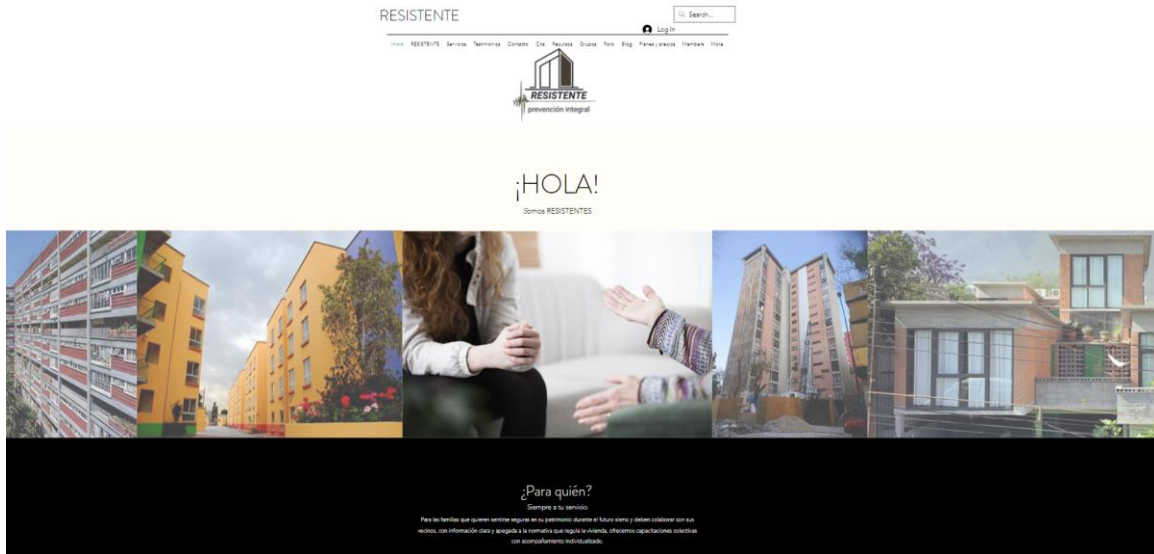 RESISTENTE
Search...
Log In
Inicio RESISTENTE Servicios Testimonios Contacto Cita Recursos Grupos Foro Blog Planes y precios Members More
RESISTENTE
prevención integral
¡HOLA!
Somos RESISTENTES
¿Para quién?
Siempre a tu servicio
Para las familias que quieren sentirse seguras en su patrimonio durante el futuro sismo y deben colaborar con sus
vecinos, con información clara y apegada a la normativa que regula la vivienda, ofrecemos capacitaciones colectivas
con acompañamiento individualizado.